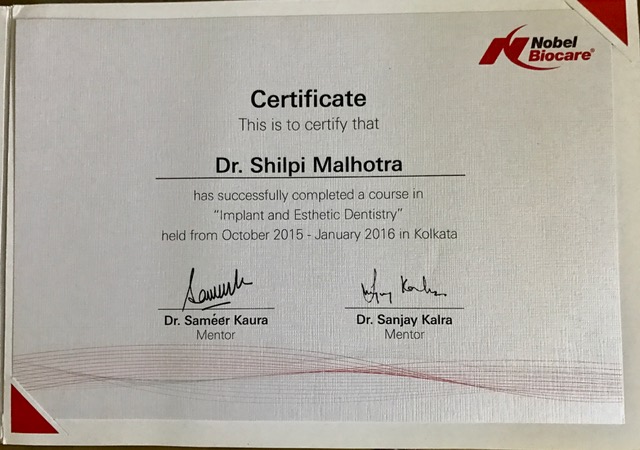 Nobel
Biocare®
Certificate
This is to certify that
Dr. Shilpi Malhotra
has successfully completed a course in
"Implant and Esthetic Dentistry"
held from October 2015 - January 2016 in Kolkata
Dr. Sameer Kaura
Mentor
Dr. Sanjay Kalra
Mentor